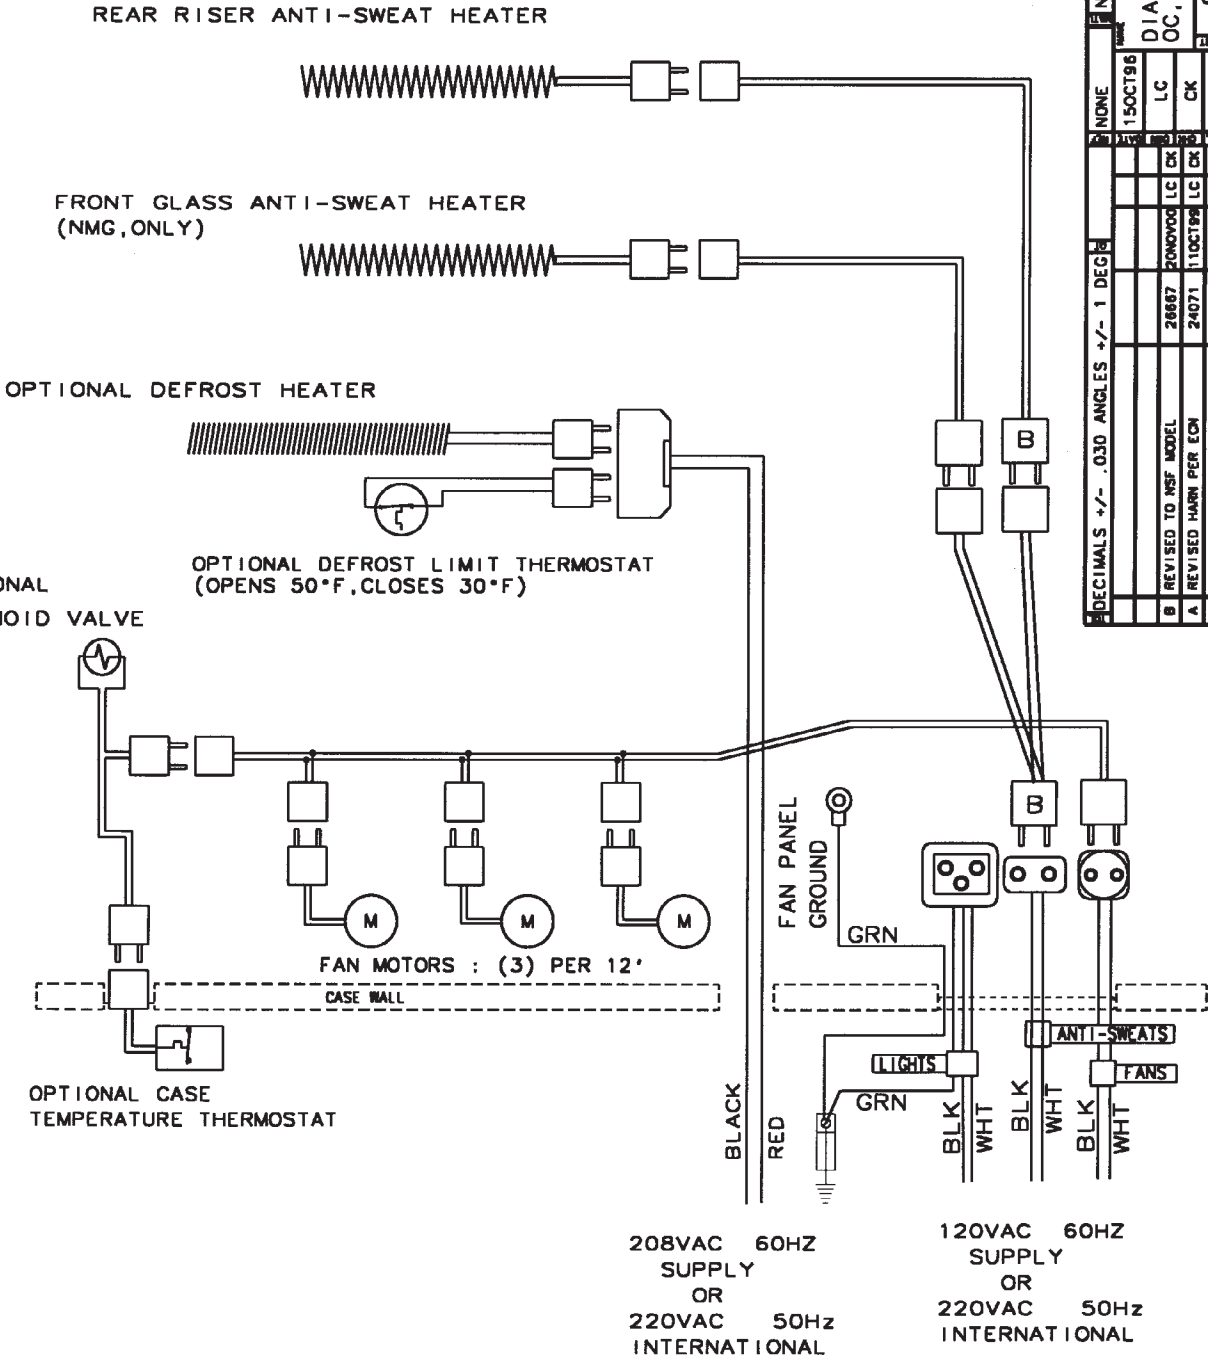 REAR RISER ANTI-SWEAT HEATER
FRONT GLASS ANTI-SWEAT HEATER
(NMG,ONLY)
OPTIONAL DEFROST HEATER
B
OPTIONAL DEFROST LIMIT THERMOSTAT
(OPENS 50°F,CLOSES 30°F)
ONAL
NOID VALVE
B
FAN PANEL
GROUND
M
M
M
GRN
FAN MOTORS : (3) PER 12'
CASE WALL
ANTI-SWEATS
LIGHTS
FANS
OPTIONAL CASE
TEMPERATURE THERMOSTAT
BLACK
RED
GRN
BLK
WHT
BLK
WHT
BLK
WHT
208VAC 60HZ
SUPPLY
OR
220VAC 50Hz
INTERNATIONAL
120VAC 60HZ
SUPPLY
OR
220VAC 50Hz
INTERNATIONAL
DECIMALS +/- .030 ANGLES +/- 1 DEG
NONE
15OCT96
LC
CK
B REVISED TO NSF MODEL 26667 20NOV00 LC CK
A REVISED HARN PER ECN 24071 11OCT99 LC CK
DIA
OC,